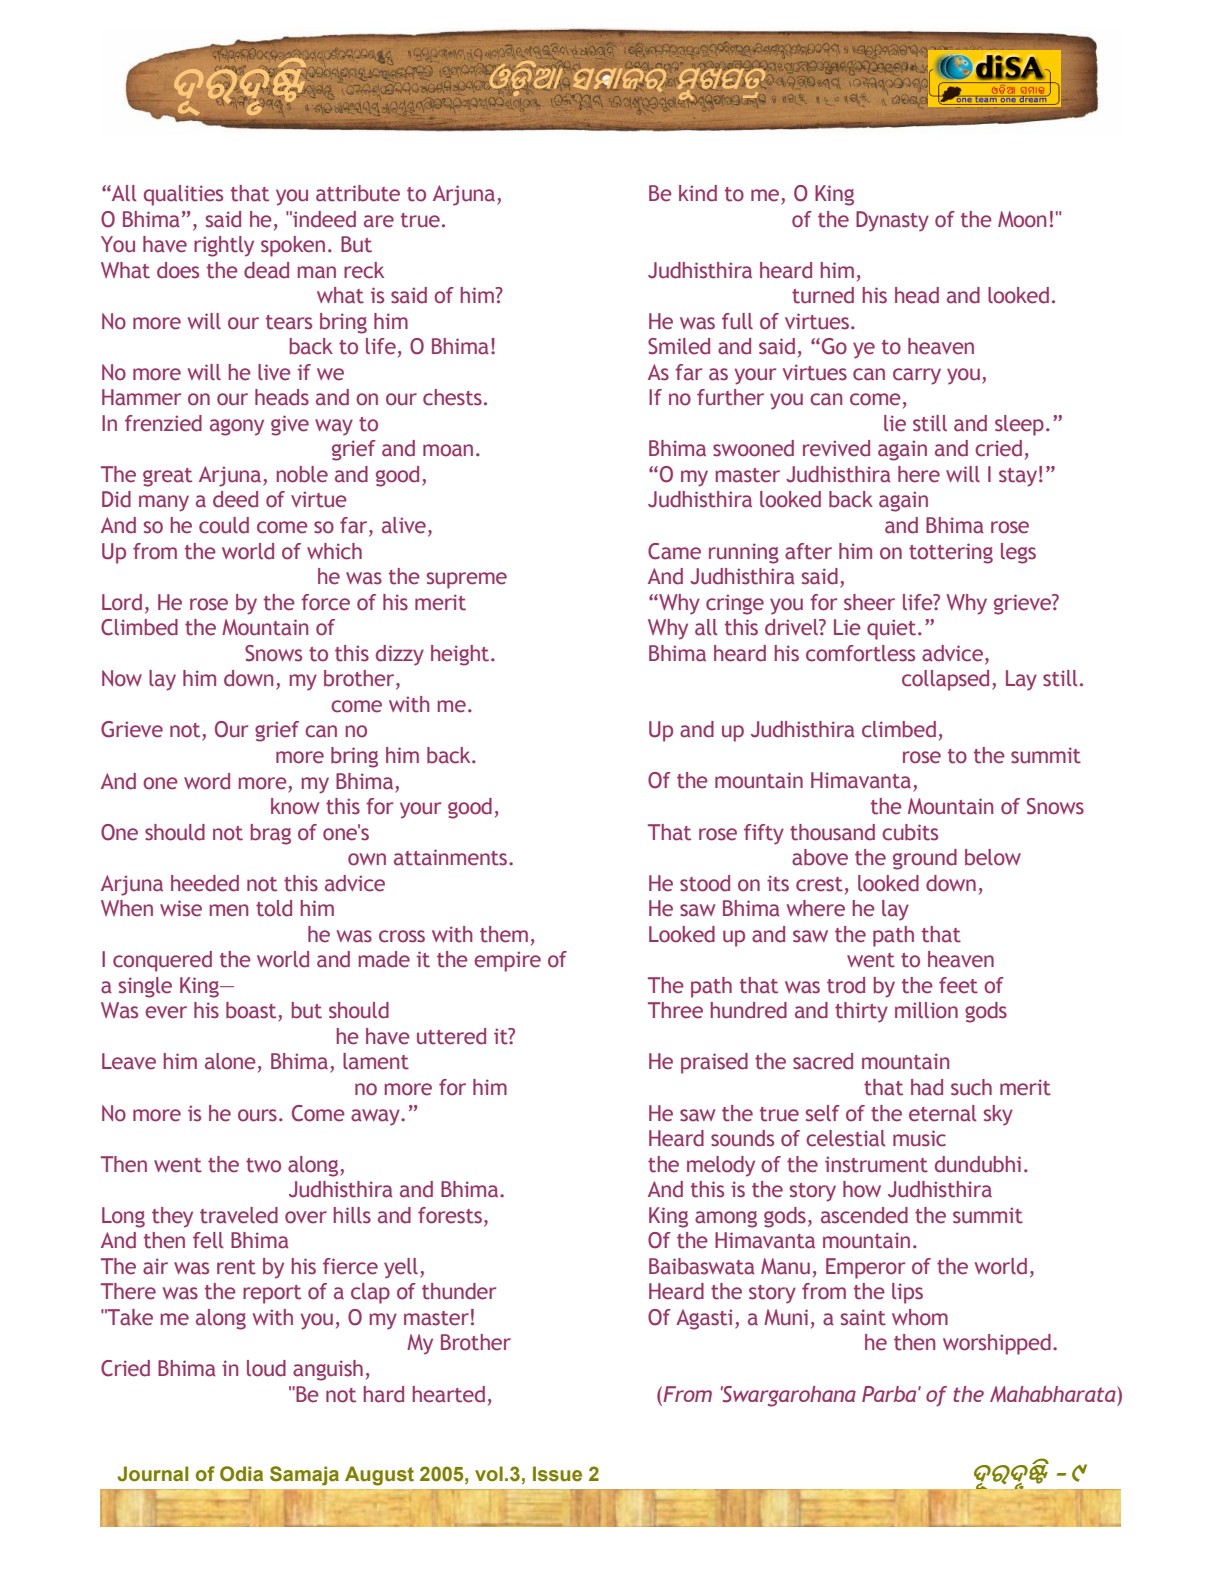 ଦୂରଦୃଷ୍ଟି
ଓଡ଼ିଆ ସମାଜର ମୁଖପତ୍ର
OdiSA
ଓଡ଼ିଆ ସମାଜ
one team one dream
“All qualities that you attribute to Arjuna,
O Bhima”, said he, "indeed are true.
You have rightly spoken. But
What does the dead man reck
what is said of him?
No more will our tears bring him
back to life, O Bhima!
No more will he live if we
Hammer on our heads and on our chests.
In frenzied agony give way to
grief and moan.
The great Arjuna, noble and good,
Did many a deed of virtue
And so he could come so far, alive,
Up from the world of which
he was the supreme
Lord, He rose by the force of his merit
Climbed the Mountain of
Snows to this dizzy height.
Now lay him down, my brother,
come with me.
Grieve not, Our grief can no
more bring him back.
And one word more, my Bhima,
know this for your good,
One should not brag of one's
own attainments.
Arjuna heeded not this advice
When wise men told him
he was cross with them,
I conquered the world and made it the empire of
a single King—
Was ever his boast, but should
he have uttered it?
Leave him alone, Bhima, lament
no more for him
No more is he ours. Come away.”
Then went the two along,
Judhisthira and Bhima.
Long they traveled over hills and forests,
And then fell Bhima
The air was rent by his fierce yell,
There was the report of a clap of thunder
"Take me along with you, O my master!
My Brother
Cried Bhima in loud anguish,
"Be not hard hearted,
Be kind to me, O King
of the Dynasty of the Moon!"
Judhisthira heard him,
turned his head and looked.
He was full of virtues.
Smiled and said, “Go ye to heaven
As far as your virtues can carry you,
If no further you can come,
lie still and sleep.”
Bhima swooned revived again and cried,
“O my master Judhisthira here will I stay!”
Judhisthira looked back again
and Bhima rose
Came running after him on tottering legs
And Judhisthira said,
“Why cringe you for sheer life? Why grieve?
Why all this drivel? Lie quiet.”
Bhima heard his comfortless advice,
collapsed, Lay still.
Up and up Judhisthira climbed,
rose to the summit
Of the mountain Himavanta,
the Mountain of Snows
That rose fifty thousand cubits
above the ground below
He stood on its crest, looked down,
He saw Bhima where he lay
Looked up and saw the path that
went to heaven
The path that was trod by the feet of
Three hundred and thirty million gods
He praised the sacred mountain
that had such merit
He saw the true self of the eternal sky
Heard sounds of celestial music
the melody of the instrument dundubhi.
And this is the story how Judhisthira
King among gods, ascended the summit
Of the Himavanta mountain.
Baibaswata Manu, Emperor of the world,
Heard the story from the lips
Of Agasti, a Muni, a saint whom
he then worshipped.
(From 'Swargarohana Parba' of the Mahabharata)
Journal of Odia Samaja August 2005, vol.3, Issue 2
ଦୂରଦୃଷ୍ଟି - ୯